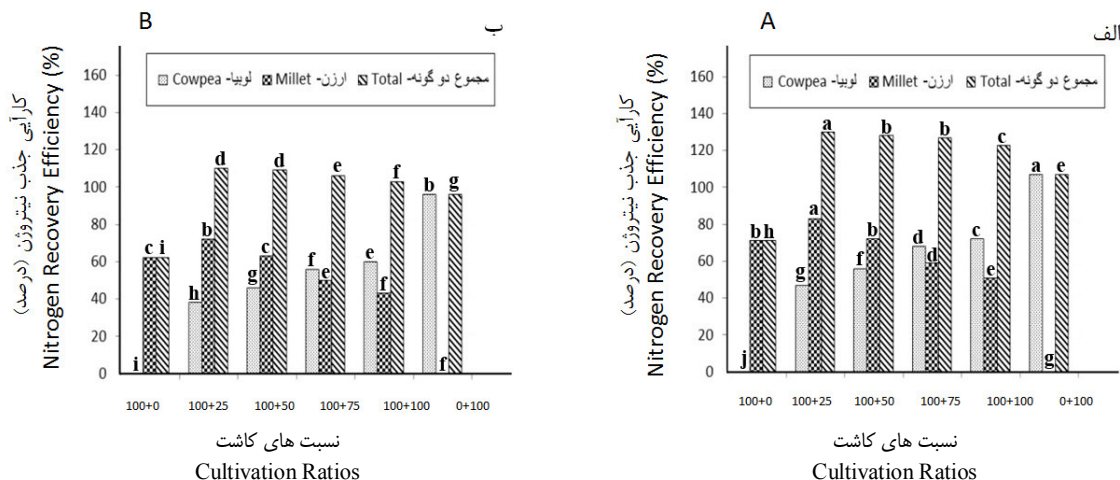 B
ب
160
140
120
100
80
60
40
20
0
کارآیی جذب نیتروژن (درصد)
Nitrogen Recovery Efficiency (%)
Cowpea -لوبیا Millet -ارزن Total -مجموع دو گونه
i c i
h b d
g c d
f e e
f f f
b f g
100+0 100+25 100+50 100+75 100+100 0+100
نسبت های کاشت
Cultivation Ratios
A
الف
160
140
120
100
80
60
40
20
0
کارآیی جذب نیتروژن (درصد)
Nitrogen Recovery Efficiency (%)
Cowpea -لوبیا Millet -ارزن Total -مجموع دو گونه
j b h
g a a
f b b
d d b
c e c
a g e
100+0 100+25 100+50 100+75 100+100 0+100
نسبت های کاشت
Cultivation Ratios